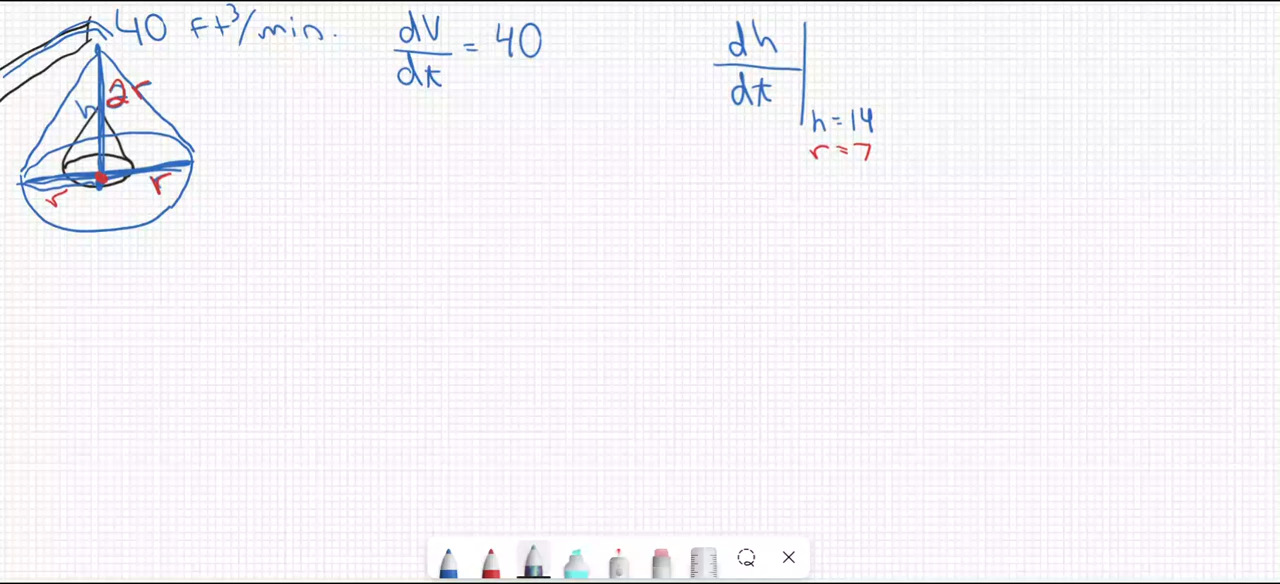 40 ft³/min.
dV/dt = 40
dh/dt | h=14
r=7
h 2r
r r